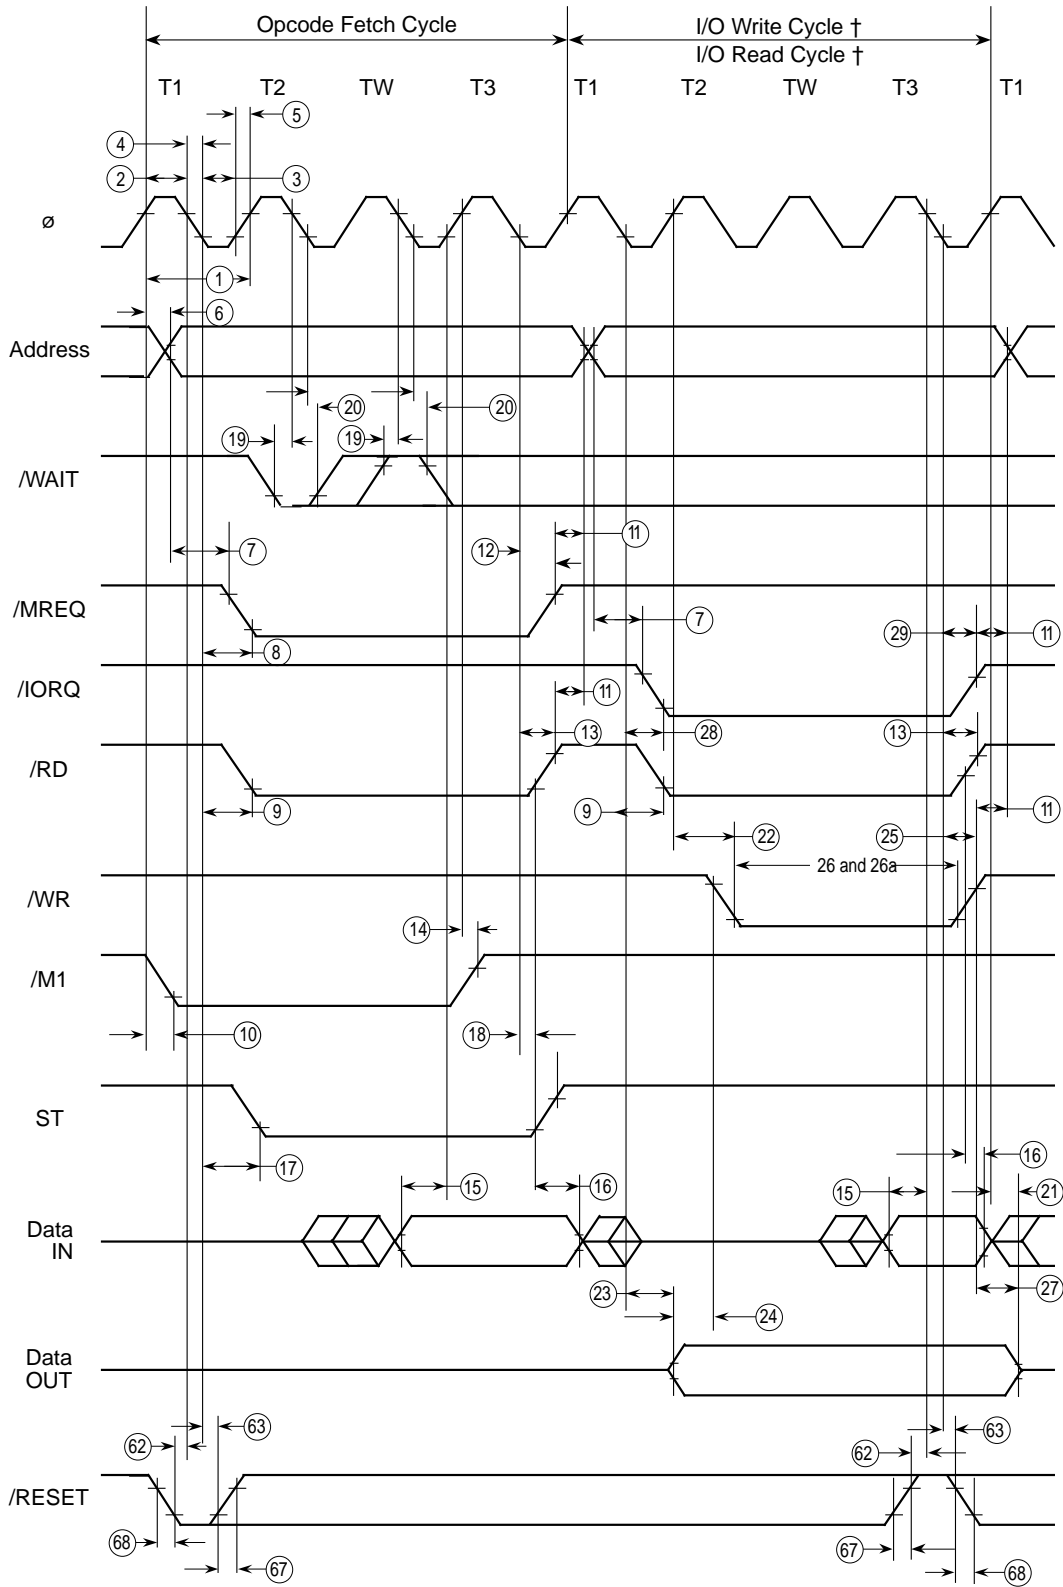 Opcode Fetch Cycle
I/O Write Cycle †
I/O Read Cycle †
T1 T2 TW T3 T1 T2 TW T3 T1
5
4
2 3
ø
1
6
Address
20 20
19 19
/WAIT
11
7 12
/MREQ
7 29 11
8
/IORQ
11
13 28 13
/RD
9 9 11
22 25
26 and 26a
/WR
14
/M1
10 18
ST
17 16
15 16 15 21
Data
IN
23 27
24
Data
OUT
63 63
62 62
/RESET
68 67
67 68